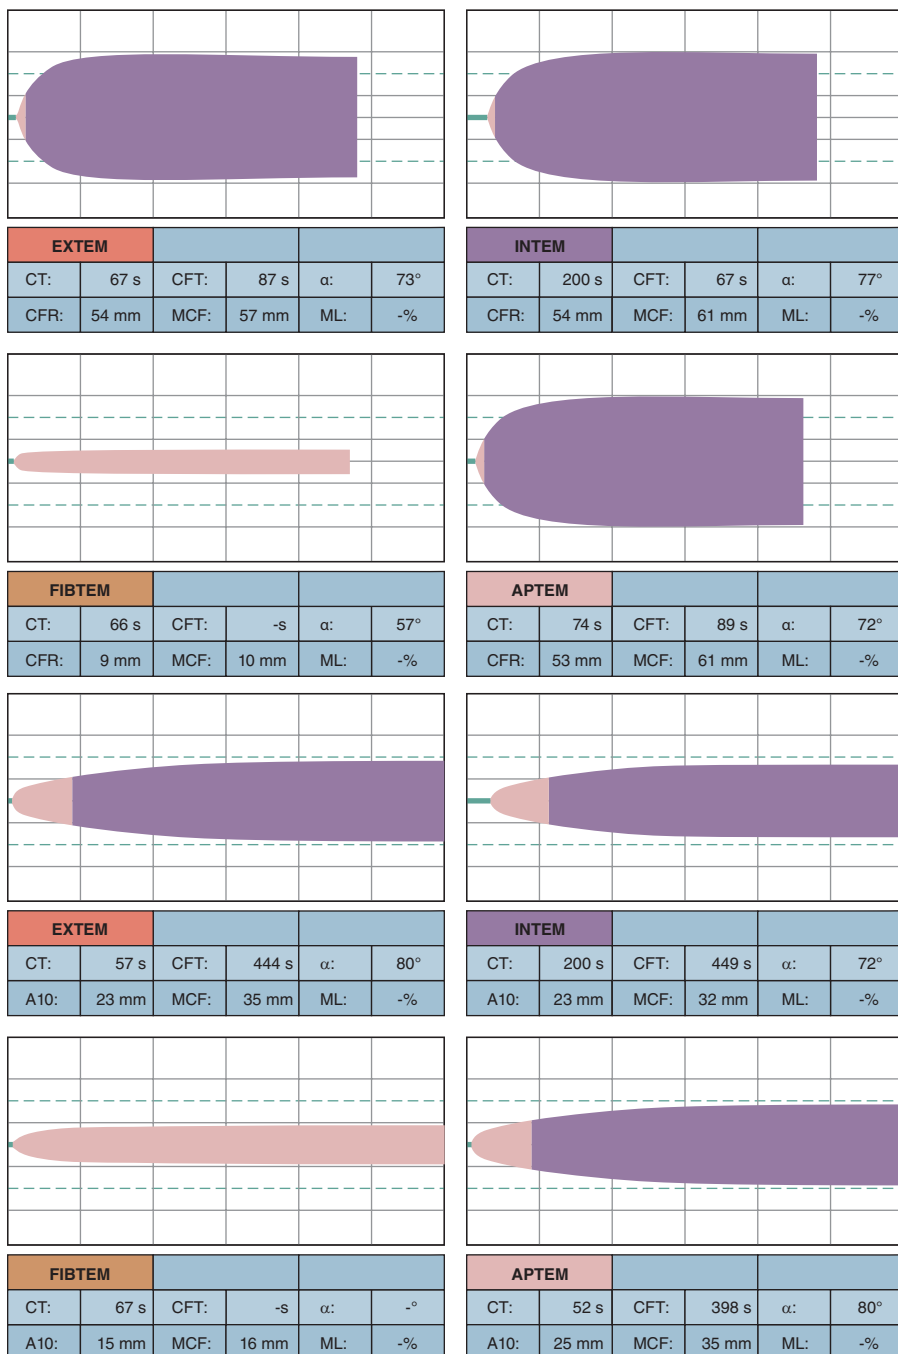 EXTEM
CT: 67 s CFT: 87 s α: 73°
CFR: 54 mm MCF: 57 mm ML: -%
INTEM
CT: 200 s CFT: 67 s α: 77°
CFR: 54 mm MCF: 61 mm ML: -%
FIBTEM
CT: 66 s CFT: -s α: 57°
CFR: 9 mm MCF: 10 mm ML: -%
APTEM
CT: 74 s CFT: 89 s α: 72°
CFR: 53 mm MCF: 61 mm ML: -%
EXTEM
CT: 57 s CFT: 444 s α: 80°
A10: 23 mm MCF: 35 mm ML: -%
INTEM
CT: 200 s CFT: 449 s α: 72°
A10: 23 mm MCF: 32 mm ML: -%
FIBTEM
CT: 67 s CFT: -s α: -°
A10: 15 mm MCF: 16 mm ML: -%
APTEM
CT: 52 s CFT: 398 s α: 80°
A10: 25 mm MCF: 35 mm ML: -%